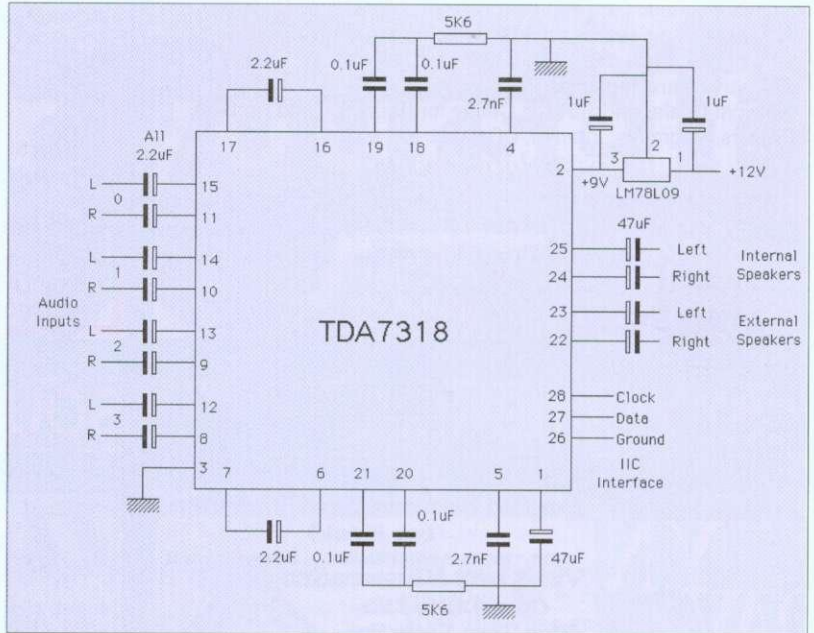 5K6
2.2uF
0.1uF
0.1uF
2.7nF
1uF
1uF
All
2.2uF
17
16
19
18
4
2
3
2
1
+9V
LM78L09
+12V
L
15
0
R
11
L
14
1
R
10
Audio
Inputs
L
13
2
R
9
L
12
3
R
8
3
TDA7318
47uF
25
Left
24
Right
Internal
Speakers
23
Left
22
Right
External
Speakers
28
Clock
27
Data
26
Ground
IIC
Interface
7
6
21
20
5
1
2.2uF
0.1uF
0.1uF
2.7nF
47uF
5K6